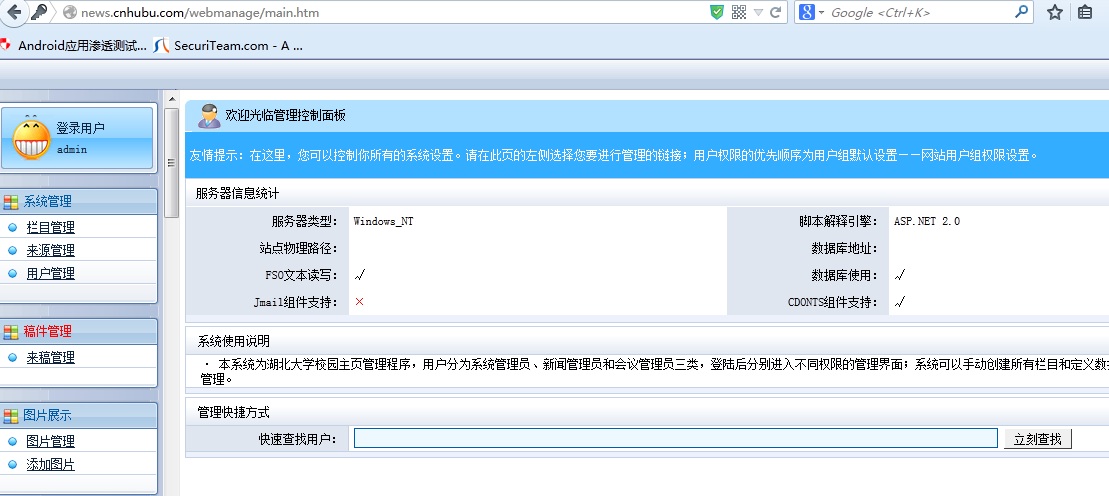 news.cnhubu.com/webmanage/main.htm
Google <Ctrl+K>
Android应用渗透测试...
SecuriTeam.com - A ...
登录用户
admin
系统管理
栏目管理
来源管理
用户管理
稿件管理
来稿管理
图片展示
图片管理
添加图片
欢迎光临管理控制面板
友情提示：在这里，您可以控制你所有的系统设置。请在此页的左侧选择您要进行管理的链接；用户权限的优先顺序为用户组默认设置－－网站用户组权限设置。
服务器信息统计
服务器类型： Windows_NT 脚本解释引擎： ASP.NET 2.0
站点物理路径： 数据库地址：
FSO文本读写： √ 数据库使用： √
Jmail组件支持： × CDONTS组件支持： √
系统使用说明
· 本系统为湖北大学校园主页管理程序，用户分为系统管理员、新闻管理员和会议管理员三类，登陆后分别进入不同权限的管理界面；系统可以手动创建所有栏目和定义数
管理。
管理快捷方式
快速查找用户： 立刻查找